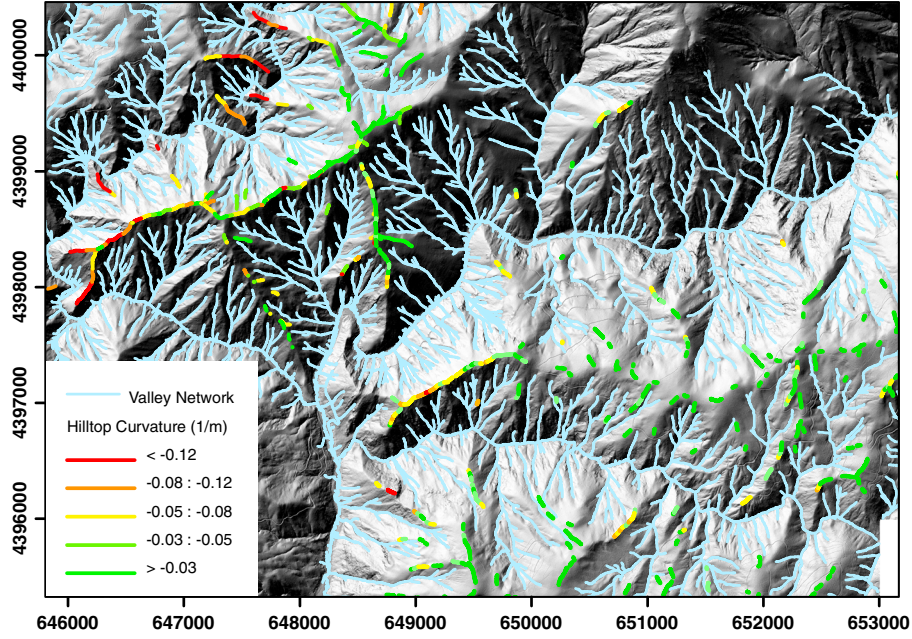 4400000
4399000
4398000
4397000
4396000
Valley Network
Hilltop Curvature (1/m)
< -0.12
-0.08 : -0.12
-0.05 : -0.08
-0.03 : -0.05
> -0.03
646000 647000 648000 649000 650000 651000 652000 653000